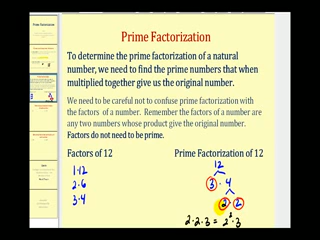 Prime Factorization
To determine the prime factorization of a natural
number, we need to find the prime numbers that when
multiplied together give us the original number.
We need to be careful not to confuse prime factorization with
the factors of a number. Remember the factors of a number are
any two numbers whose product give the original number.
Factors do not need to be prime.
Factors of 12
1·12
2·6
3·4
Prime Factorization of 12
12
3 · 4
2 2
2·2·3 = 2²·3